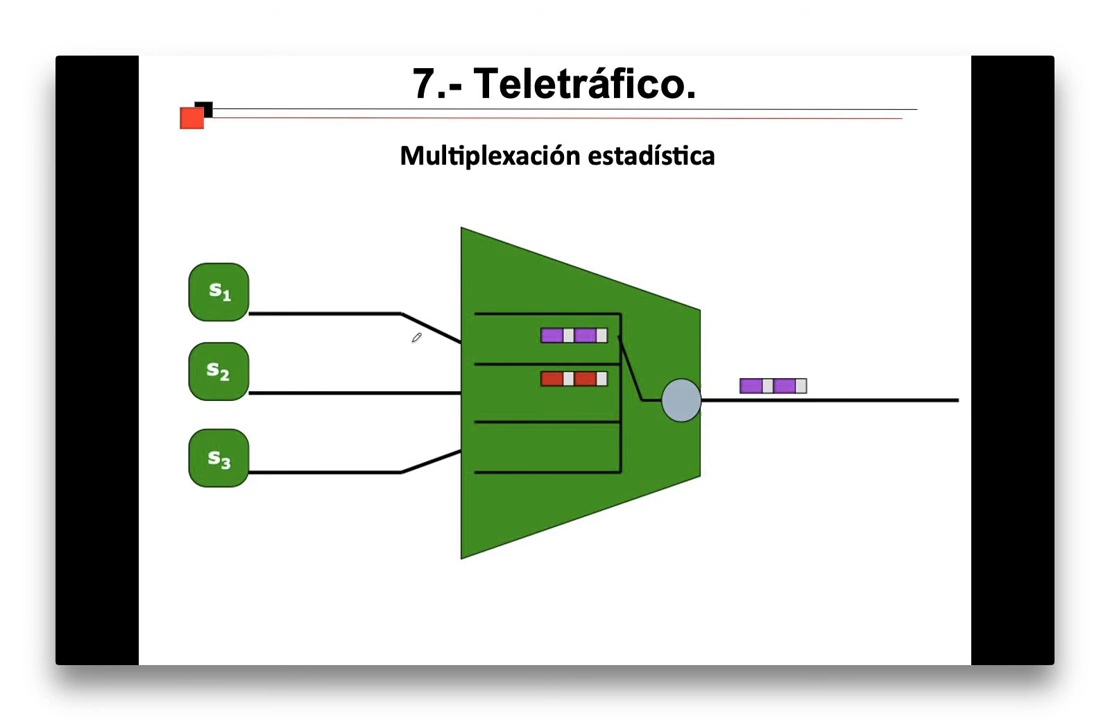 7.- Teletráfico.
Multiplexación estadística
S1
S2
S3